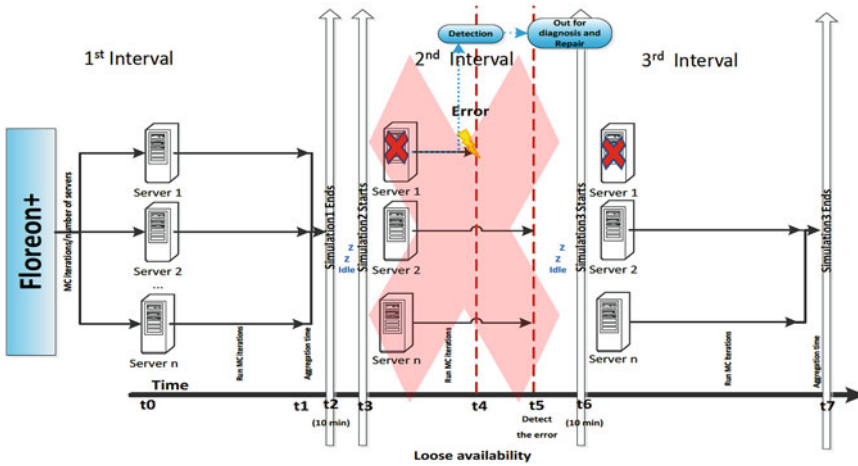 Detection
Out for
diagnosis and
Repair
1st Interval
2nd Interval
3rd Interval
Error
Floreon+
MC iterations/number of servers
Server 1
Server 2
...
Server n
Run MC iterations
Aggregation time
Simulation1 Ends
Z
Z
Idle
Simulation2 Starts
Server 1
Server 2
Server n
Run MC iterations
Z
Z
Idle
Simulation3 Starts
Server 1
Server 2
Server n
Run MC iterations
Aggregation time
Simulation3 Ends
Time
t0
t1
t2
t3
t4
t5
t6
t7
(10 min)
Detect
the error
(10 min)
Loose availability